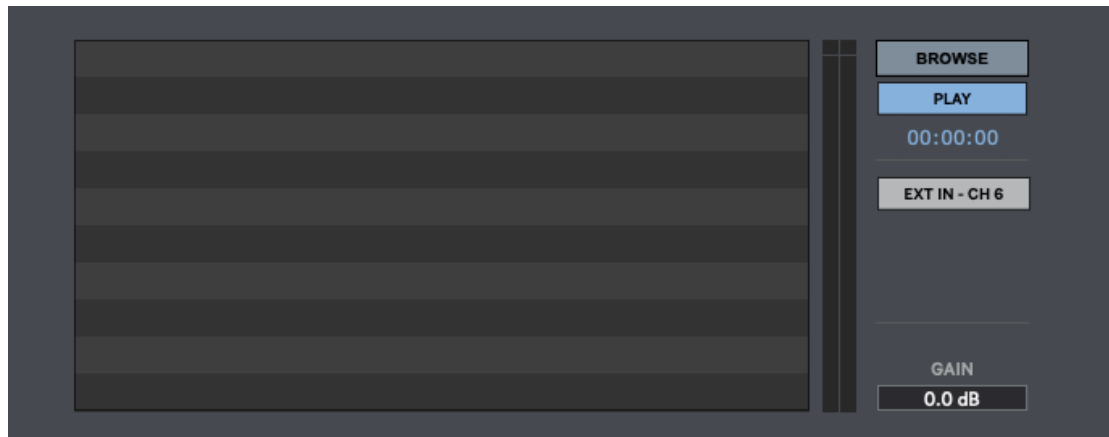 BROWSE
PLAY
00:00:00
EXT IN - CH 6
GAIN
0.0 dB